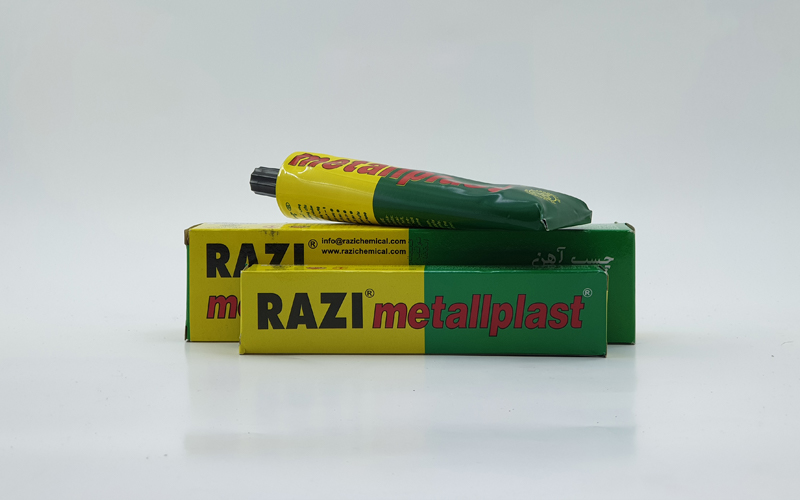 metallplast
RAZI®
info@razichemical.com
www.razichemical.com
چسب آهن
RAZI® metallplast®